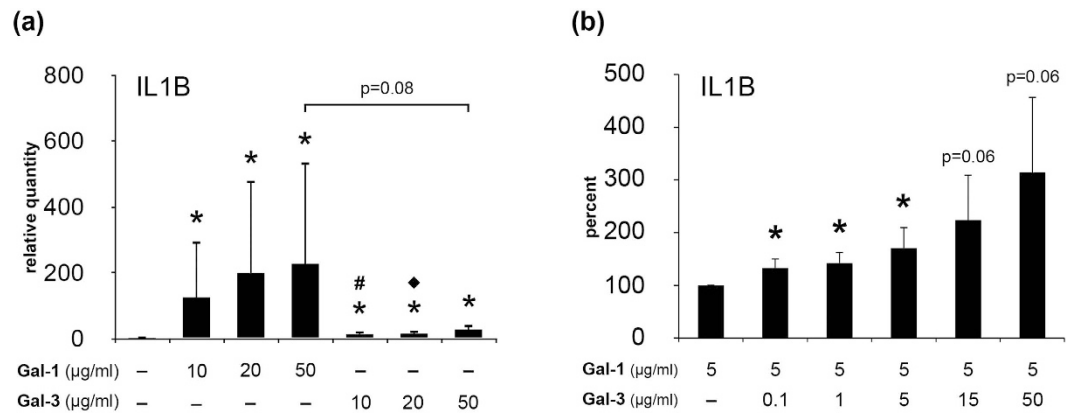 (a)
IL1B
relative quantity
800
600
400
200
0
p=0.08
* * * # * ◆ * *
Gal-1 (µg/ml) – 10 20 50 – – –
Gal-3 (µg/ml) – – – – 10 20 50
(b)
IL1B
percent
500
400
300
200
100
0
* * * p=0.06 p=0.06
Gal-1 (µg/ml) 5 5 5 5 5 5
Gal-3 (µg/ml) – 0.1 1 5 15 50